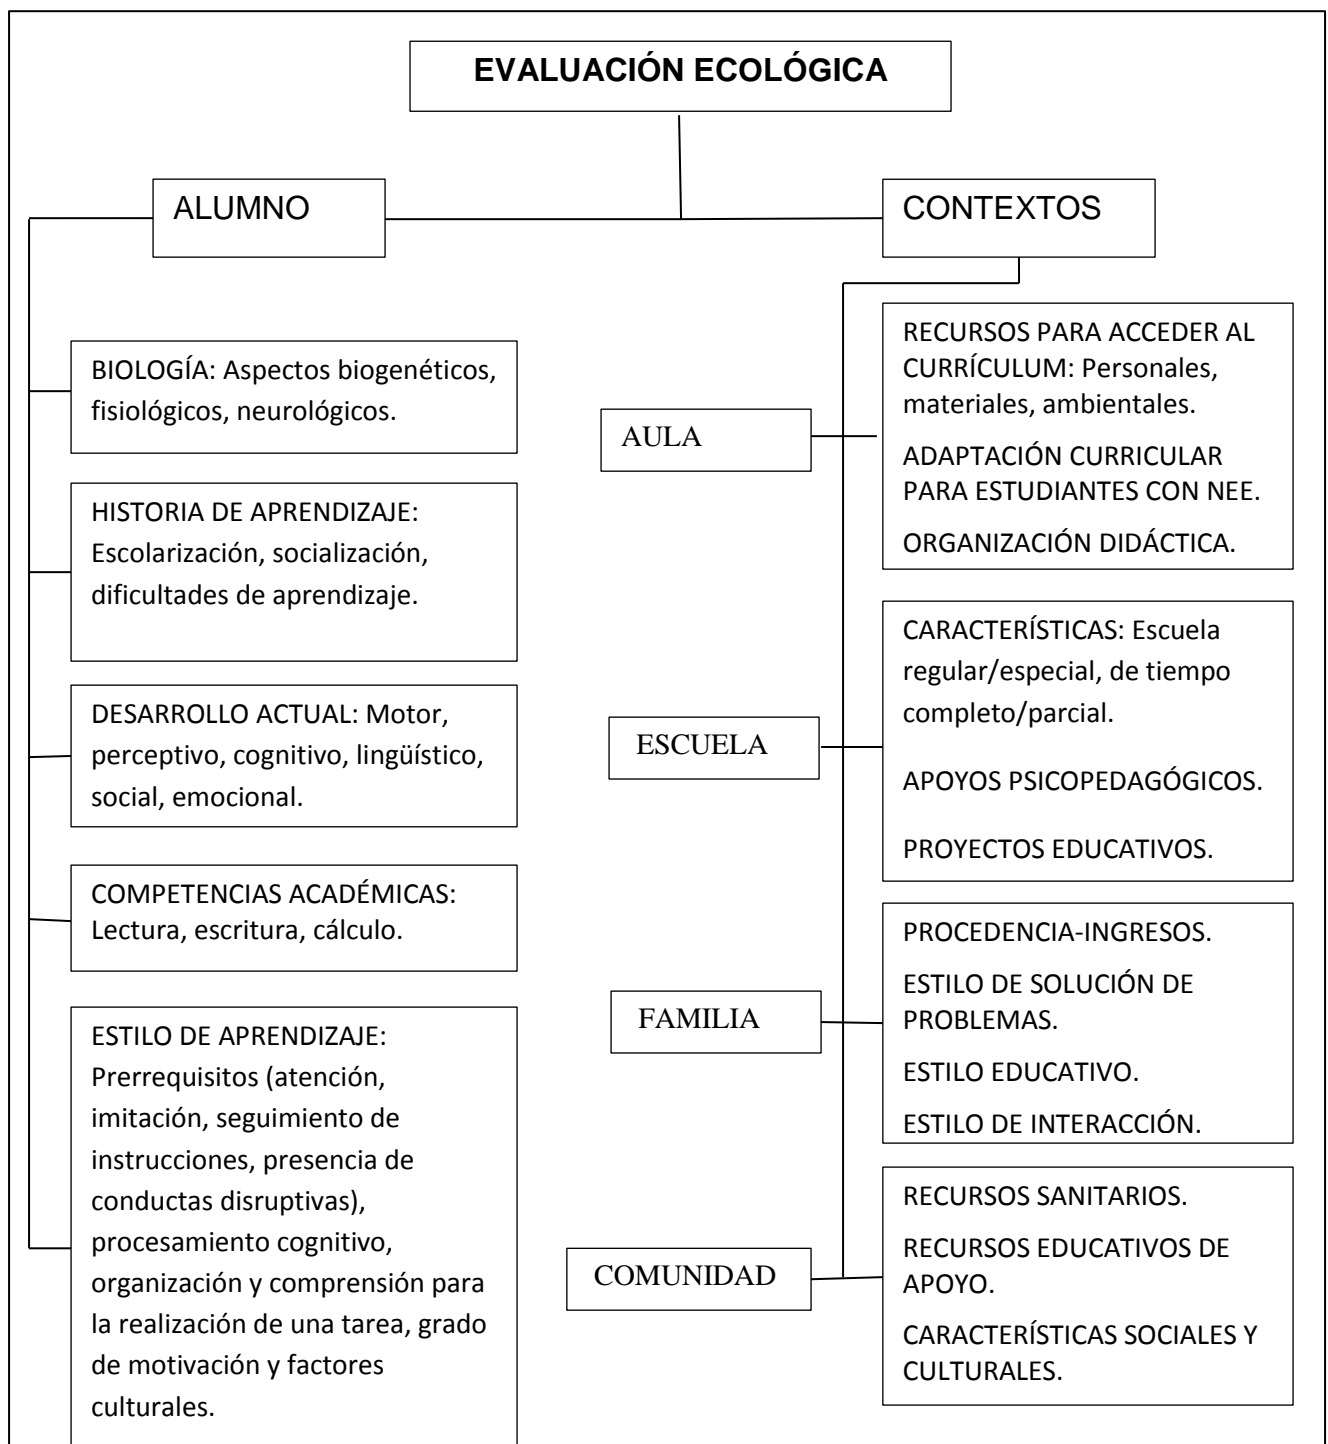 EVALUACIÓN ECOLÓGICA
ALUMNO
BIOLOGÍA: Aspectos biogenéticos,
fisiológicos, neurológicos.
HISTORIA DE APRENDIZAJE:
Escolarización, socialización,
dificultades de aprendizaje.
DESARROLLO ACTUAL: Motor,
perceptivo, cognitivo, lingüístico,
social, emocional.
COMPETENCIAS ACADÉMICAS:
Lectura, escritura, cálculo.
ESTILO DE APRENDIZAJE:
Prerrequisitos (atención,
imitación, seguimiento de
instrucciones, presencia de
conductas disruptivas),
procesamiento cognitivo,
organización y comprensión para
la realización de una tarea, grado
de motivación y factores
culturales.
CONTEXTOS
AULA
RECURSOS PARA ACCEDER AL
CURRÍCULUM: Personales,
materiales, ambientales.
ADAPTACIÓN CURRICULAR
PARA ESTUDIANTES CON NEE.
ORGANIZACIÓN DIDÁCTICA.
ESCUELA
CARACTERÍSTICAS: Escuela
regular/especial, de tiempo
completo/parcial.
APOYOS PSICOPEDAGÓGICOS.
PROYECTOS EDUCATIVOS.
FAMILIA
PROCEDENCIA-INGRESOS.
ESTILO DE SOLUCIÓN DE
PROBLEMAS.
ESTILO EDUCATIVO.
ESTILO DE INTERACCIÓN.
COMUNIDAD
RECURSOS SANITARIOS.
RECURSOS EDUCATIVOS DE
APOYO.
CARACTERÍSTICAS SOCIALES Y
CULTURALES.